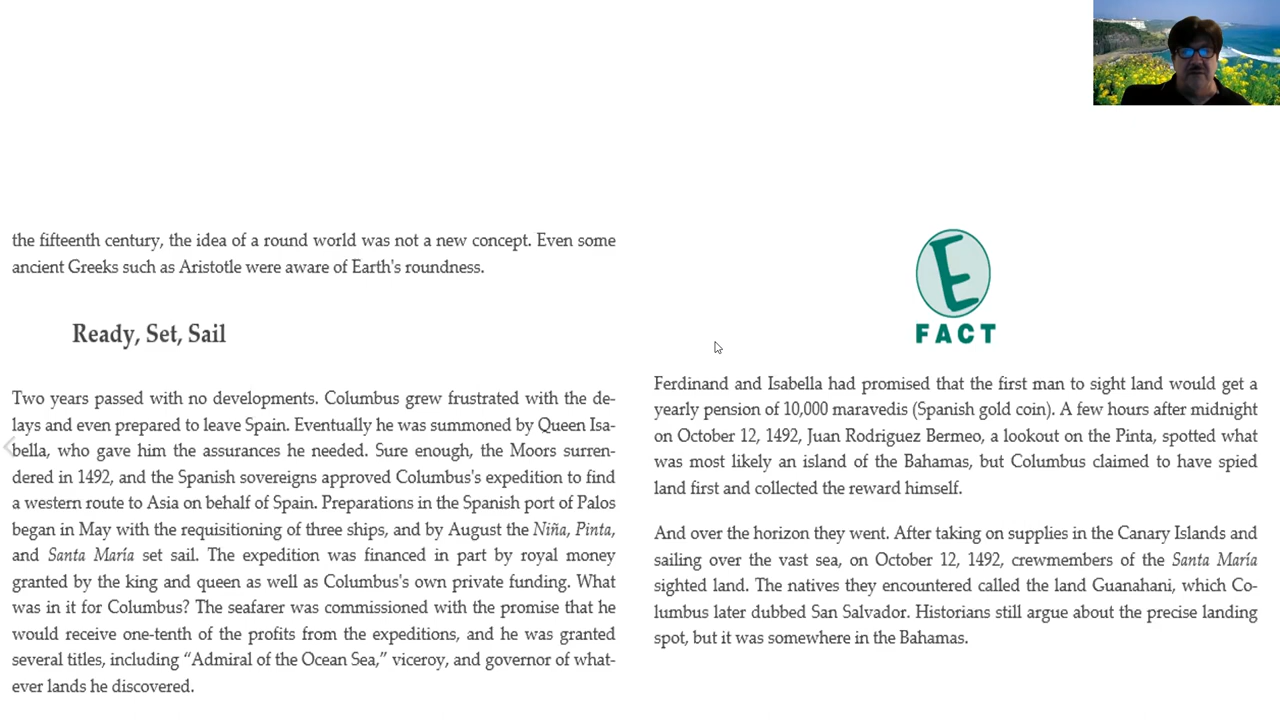 the fifteenth century, the idea of a round world was not a new concept. Even some
ancient Greeks such as Aristotle were aware of Earth's roundness.
Ready, Set, Sail
Two years passed with no developments. Columbus grew frustrated with the de-
lays and even prepared to leave Spain. Eventually he was summoned by Queen Isa-
bella, who gave him the assurances he needed. Sure enough, the Moors surren-
dered in 1492, and the Spanish sovereigns approved Columbus's expedition to find
a western route to Asia on behalf of Spain. Preparations in the Spanish port of Palos
began in May with the requisitioning of three ships, and by August the Niña, Pinta,
and Santa María set sail. The expedition was financed in part by royal money
granted by the king and queen as well as Columbus's own private funding. What
was in it for Columbus? The seafarer was commissioned with the promise that he
would receive one-tenth of the profits from the expeditions, and he was granted
several titles, including “Admiral of the Ocean Sea,” viceroy, and governor of what-
ever lands he discovered.
E
FACT
Ferdinand and Isabella had promised that the first man to sight land would get a
yearly pension of 10,000 maravedis (Spanish gold coin). A few hours after midnight
on October 12, 1492, Juan Rodriguez Bermeo, a lookout on the Pinta, spotted what
was most likely an island of the Bahamas, but Columbus claimed to have spied
land first and collected the reward himself.
And over the horizon they went. After taking on supplies in the Canary Islands and
sailing over the vast sea, on October 12, 1492, crewmembers of the Santa María
sighted land. The natives they encountered called the land Guanahani, which Co-
lumbus later dubbed San Salvador. Historians still argue about the precise landing
spot, but it was somewhere in the Bahamas.